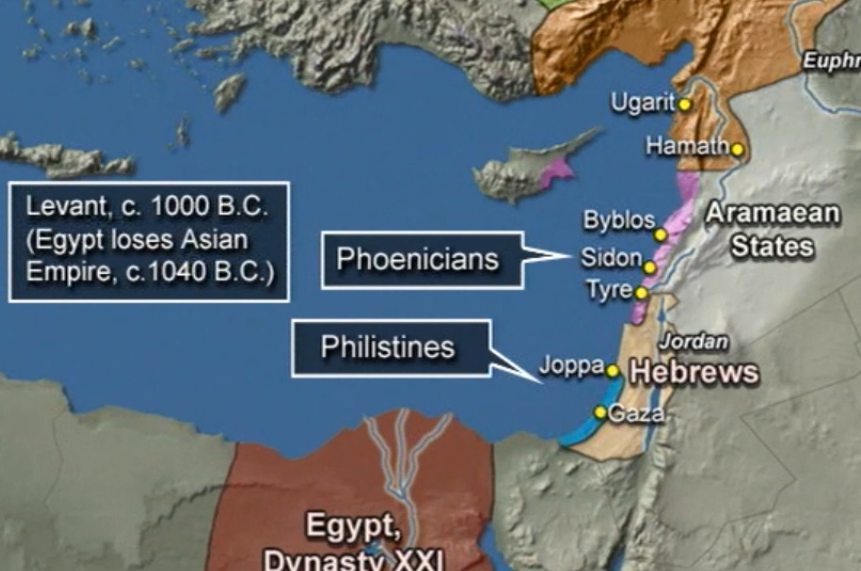 Euphr
Ugarit
Hamath
Levant, c. 1000 B.C.
(Egypt loses Asian
Empire, c.1040 B.C.)
Byblos
Aramaean
States
Phoenicians
Sidon
Tyre
Philistines
Jordan
Joppa
Hebrews
Gaza
Egypt,
Dynasty XXI